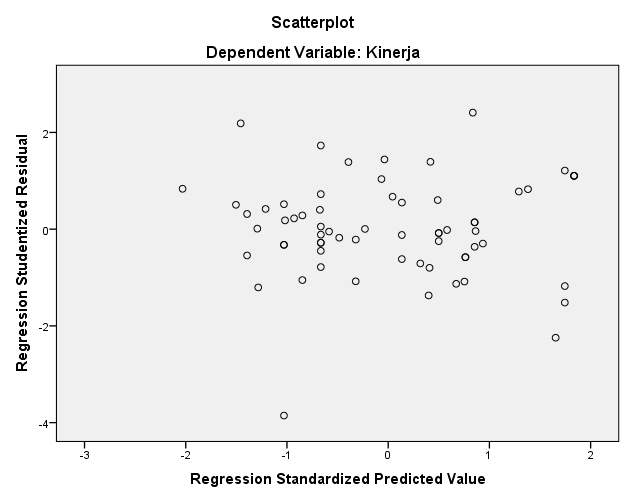 Scatterplot
Dependent Variable: Kinerja
Regression Studentized Residual
2
0
-2
-4
-3
-2
-1
0
1
2
Regression Standardized Predicted Value